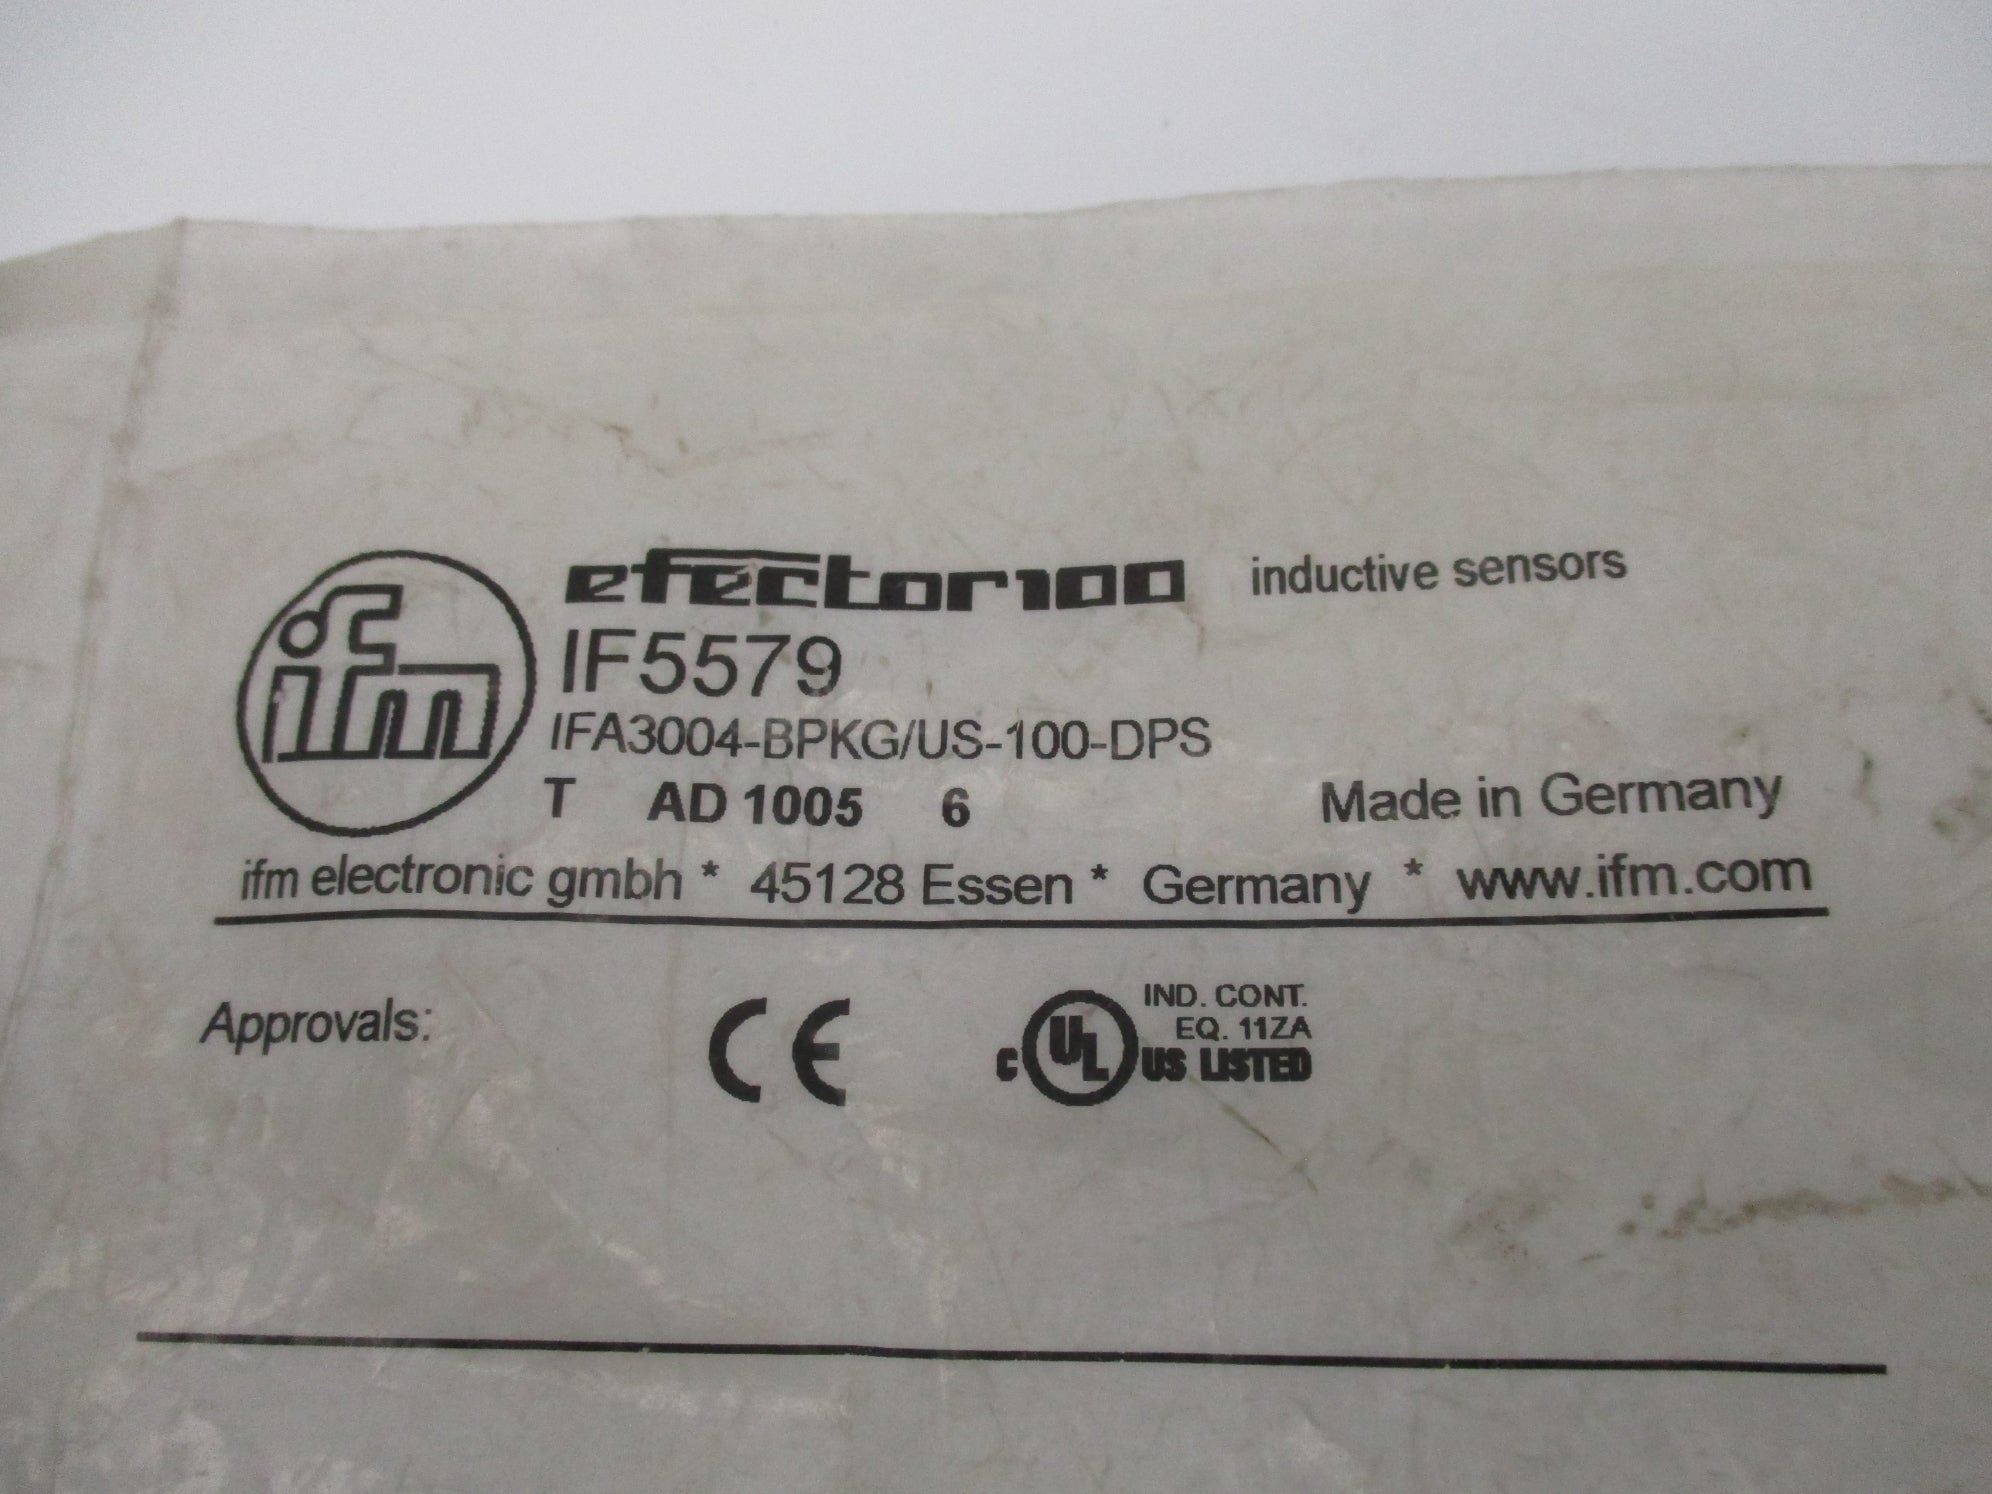 ifm
efector100 inductive sensors
IF5579
IFA3004-BPKG/US-100-DPS
T AD 1005 6 Made in Germany
ifm electronic gmbh * 45128 Essen * Germany * www.ifm.com
Approvals: CE c UL US LISTED
IND. CONT.
EQ. 11ZA